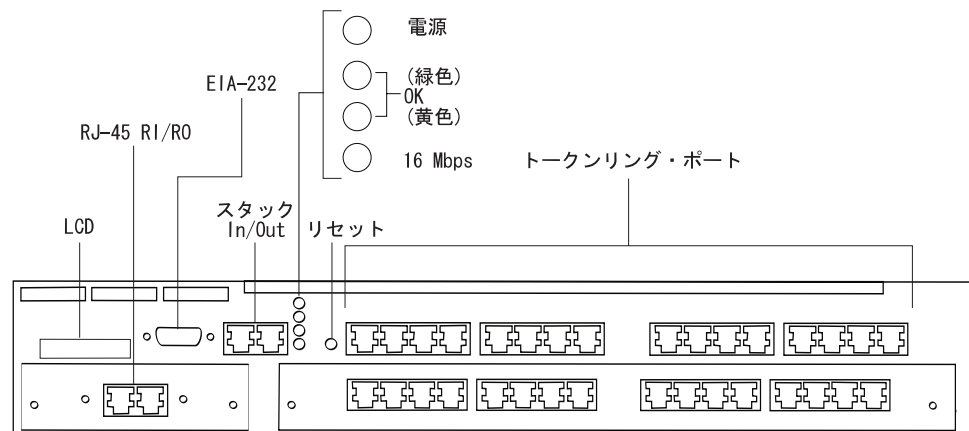 電源
EIA-232
(緑色)
OK
(黄色)
RJ-45 RI/RO
16 Mbps
トークンリング・ポート
LCD
スタック
In/Out
リセット